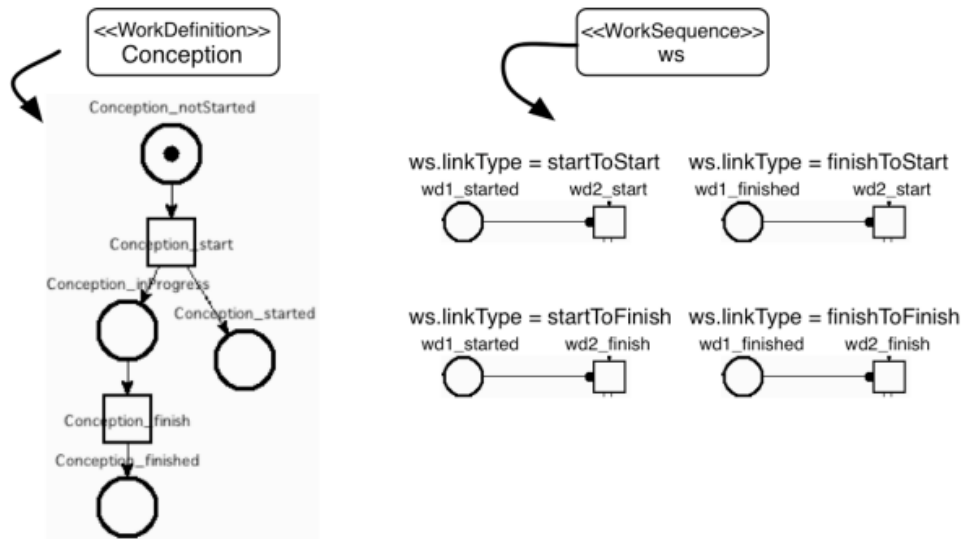 <<WorkDefinition>>
Conception
Conception_notStarted
Conception_start
Conception_inProgress
Conception_started
Conception_finish
Conception_finished
<<WorkSequence>>
ws
ws.linkType = startToStart
wd1_started wd2_start
ws.linkType = finishToStart
wd1_finished wd2_start
ws.linkType = startToFinish
wd1_started wd2_finish
ws.linkType = finishToFinish
wd1_finished wd2_finish